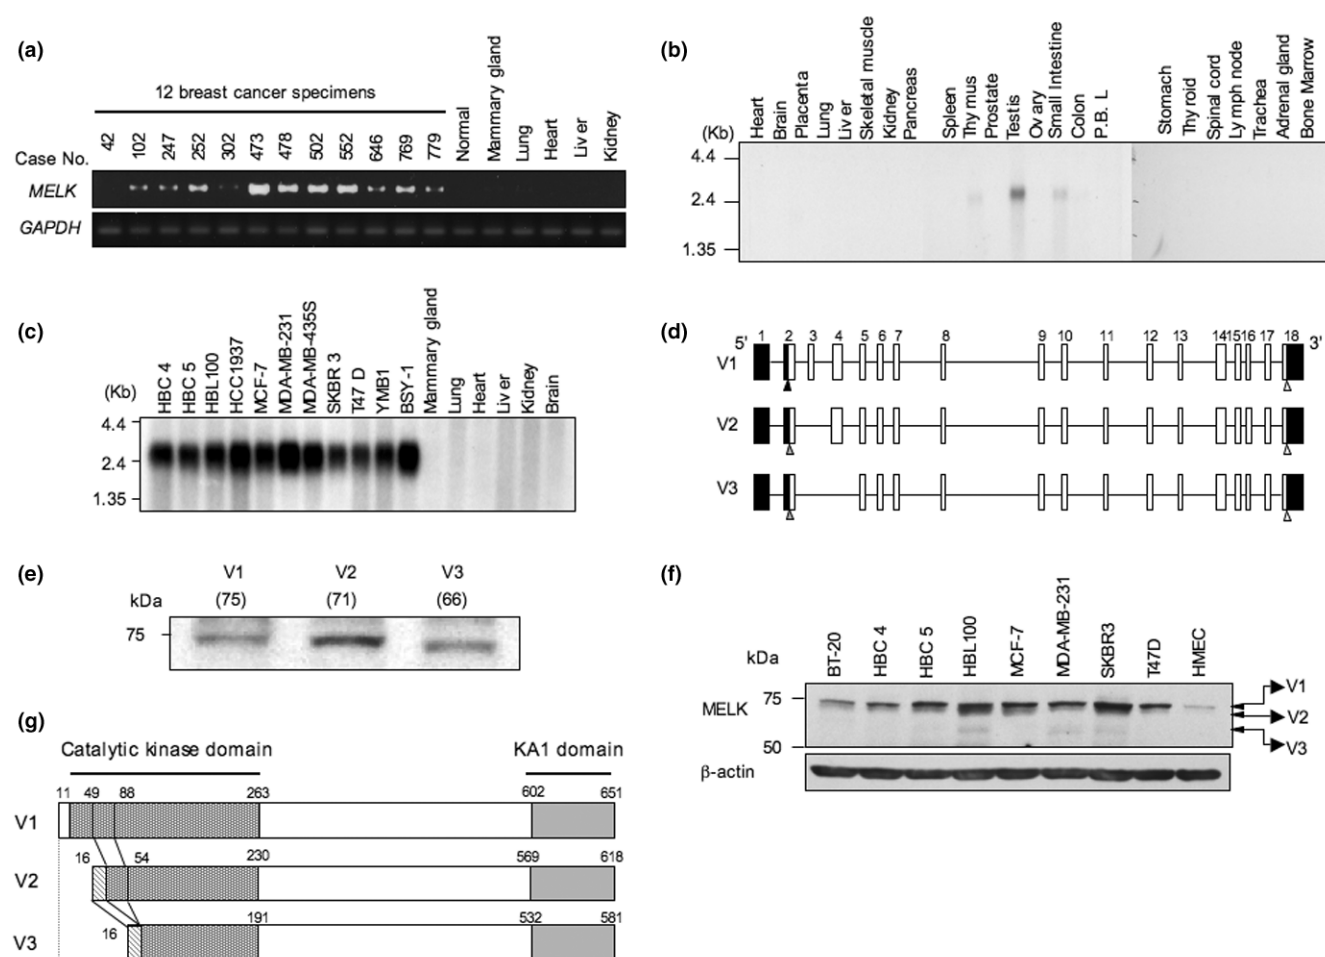 (a)
12 breast cancer specimens
Case No. 42 102 247 252 302 473 478 502 552 646 769 779 Normal Mammary gland Lung Heart Liver Kidney
MELK
GAPDH
(b)
Heart Brain Placenta Lung Liver Skeletal muscle Kidney Pancreas Spleen Thymus Prostate Testis Ovary Small Intestine Colon P.B. L Stomach Thyroid Spinal cord Lymph node Trachea Adrenal gland Bone Marrow
(Kb)
4.4
2.4
1.35
(c)
HBC 4 HBC 5 HBL100 HCC1937 MCF-7 MDA-MB-231 MDA-MB-435S SKBR 3 T47 D YMB1 BSY-1 Mammary gland Lung Heart Liver Kidney Brain
(Kb)
4.4
2.4
1.35
(d)
5' 1 2 3 4 5 6 7 8 9 10 11 12 13 14 15 16 17 18 3'
V1
V2
V3
(e)
V1 V2 V3
kDa (75) (71) (66)
75
(f)
BT-20 HBC 4 HBC 5 HBL100 MCF-7 MDA-MB-231 SKBR3 T47D HMEC
kDa
75
MELK
50
β-actin
V1
V2
V3
(g)
Catalytic kinase domain KA1 domain
11 49 88 263 602 651
V1
16 54 230 569 618
V2
16 191 532 581
V3